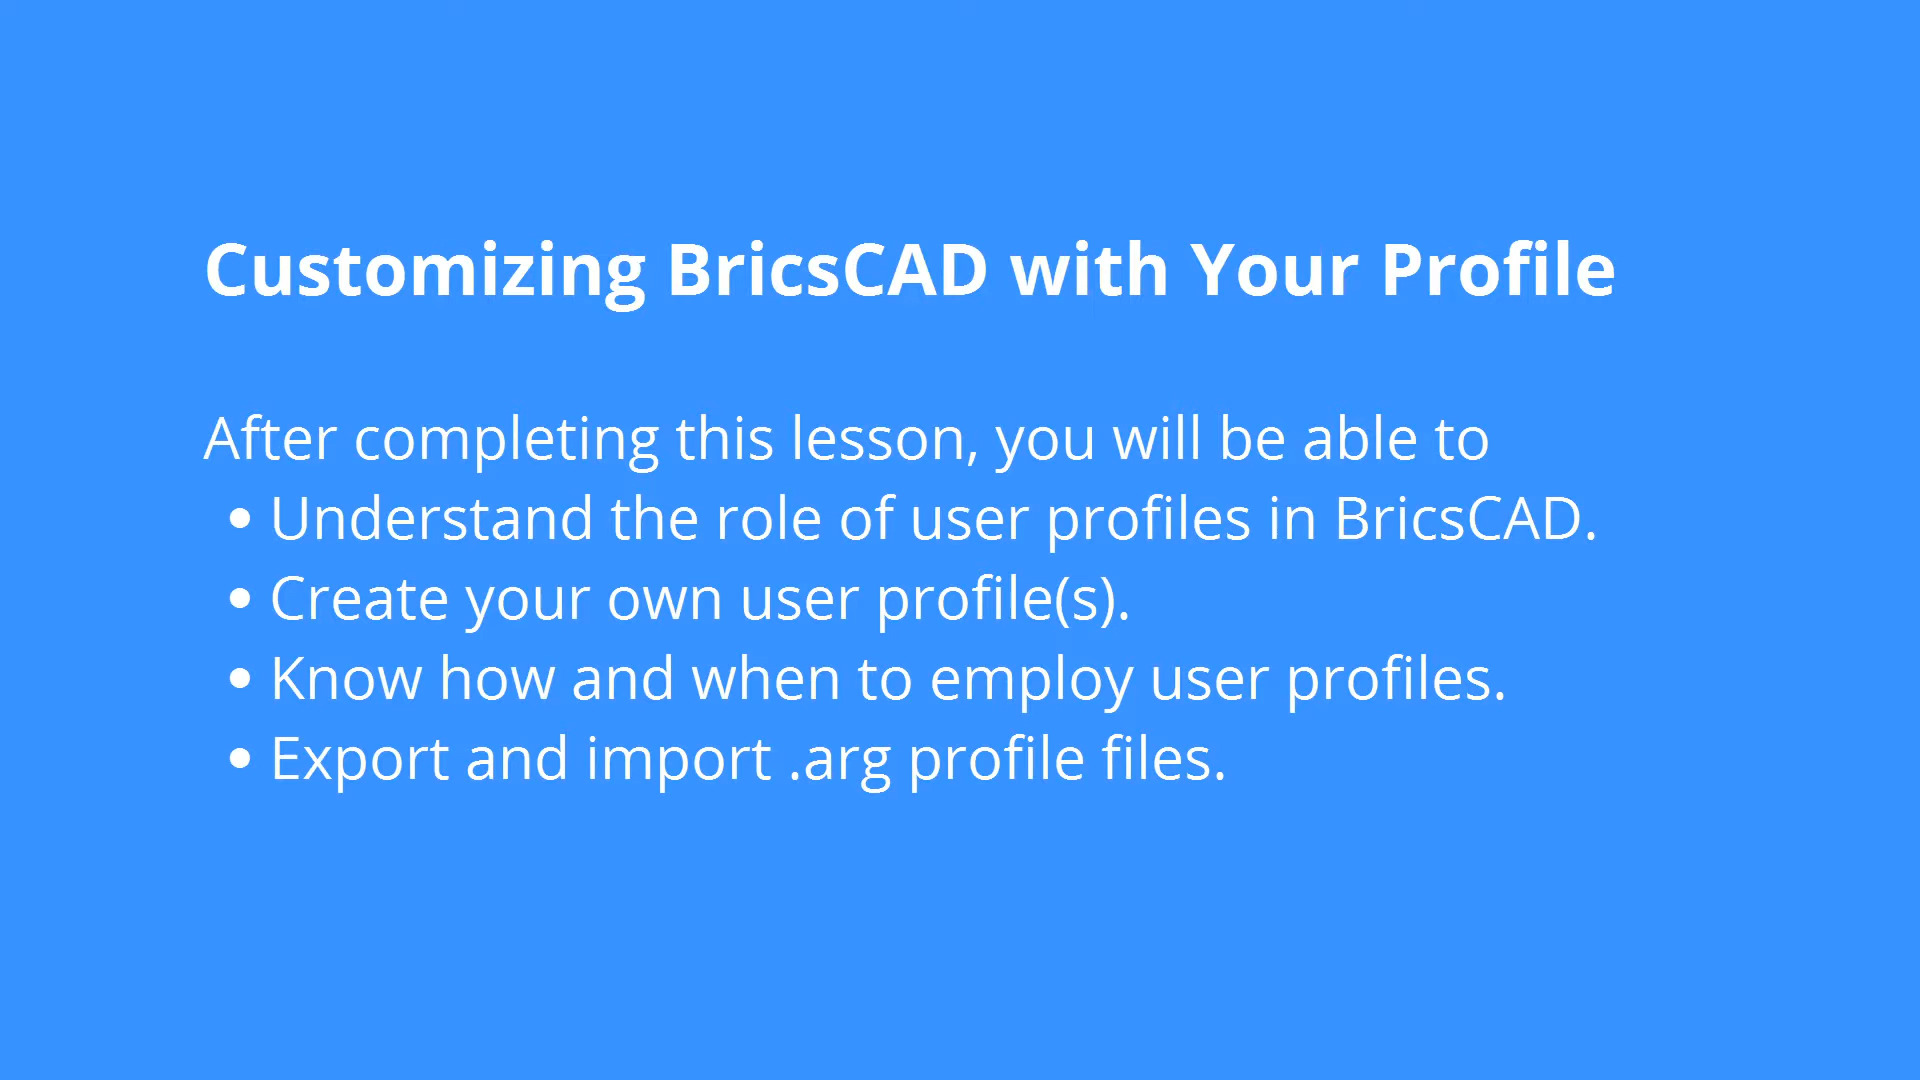 Customizing BricsCAD with Your Profile
After completing this lesson, you will be able to
• Understand the role of user profiles in BricsCAD.
• Create your own user profile(s).
• Know how and when to employ user profiles.
• Export and import .arg profile files.